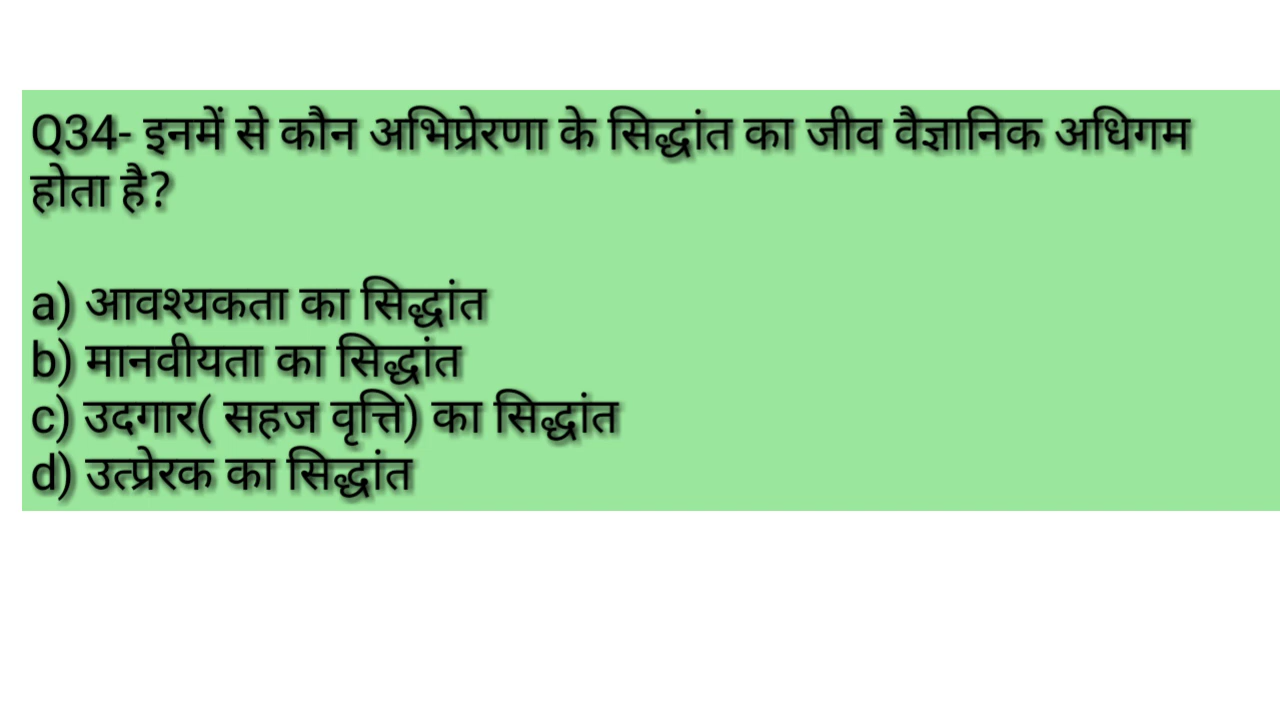 Q34- इनमें से कौन अभिप्रेरणा के सिद्धांत का जीव वैज्ञानिक अधिगम
होता है?
a) आवश्यकता का सिद्धांत
b) मानवीयता का सिद्धांत
c) उदगार( सहज वृत्ति) का सिद्धांत
d) उत्प्रेरक का सिद्धांत